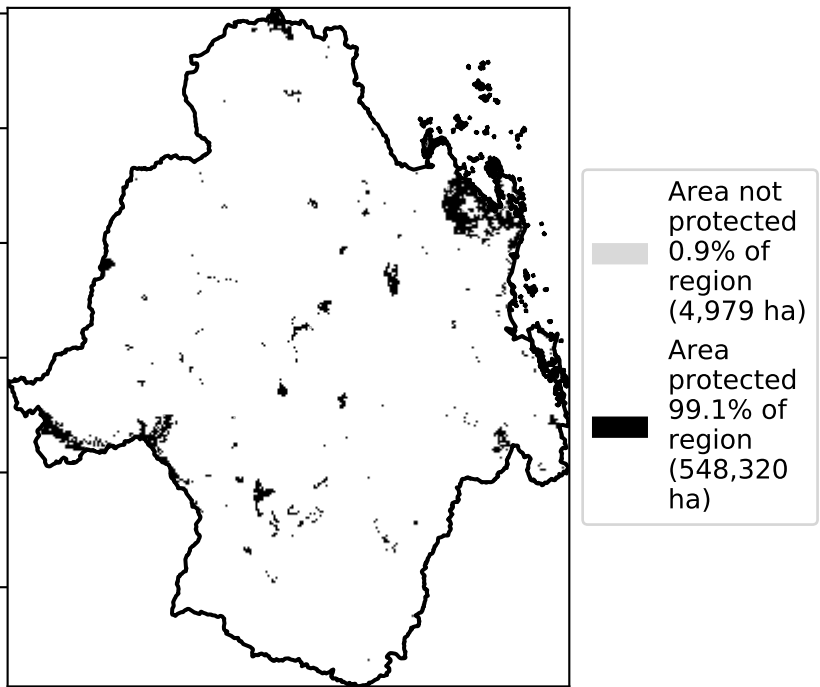 Area not
protected
0.9% of
region
(4,979 ha)
Area
protected
99.1% of
region
(548,320
ha)